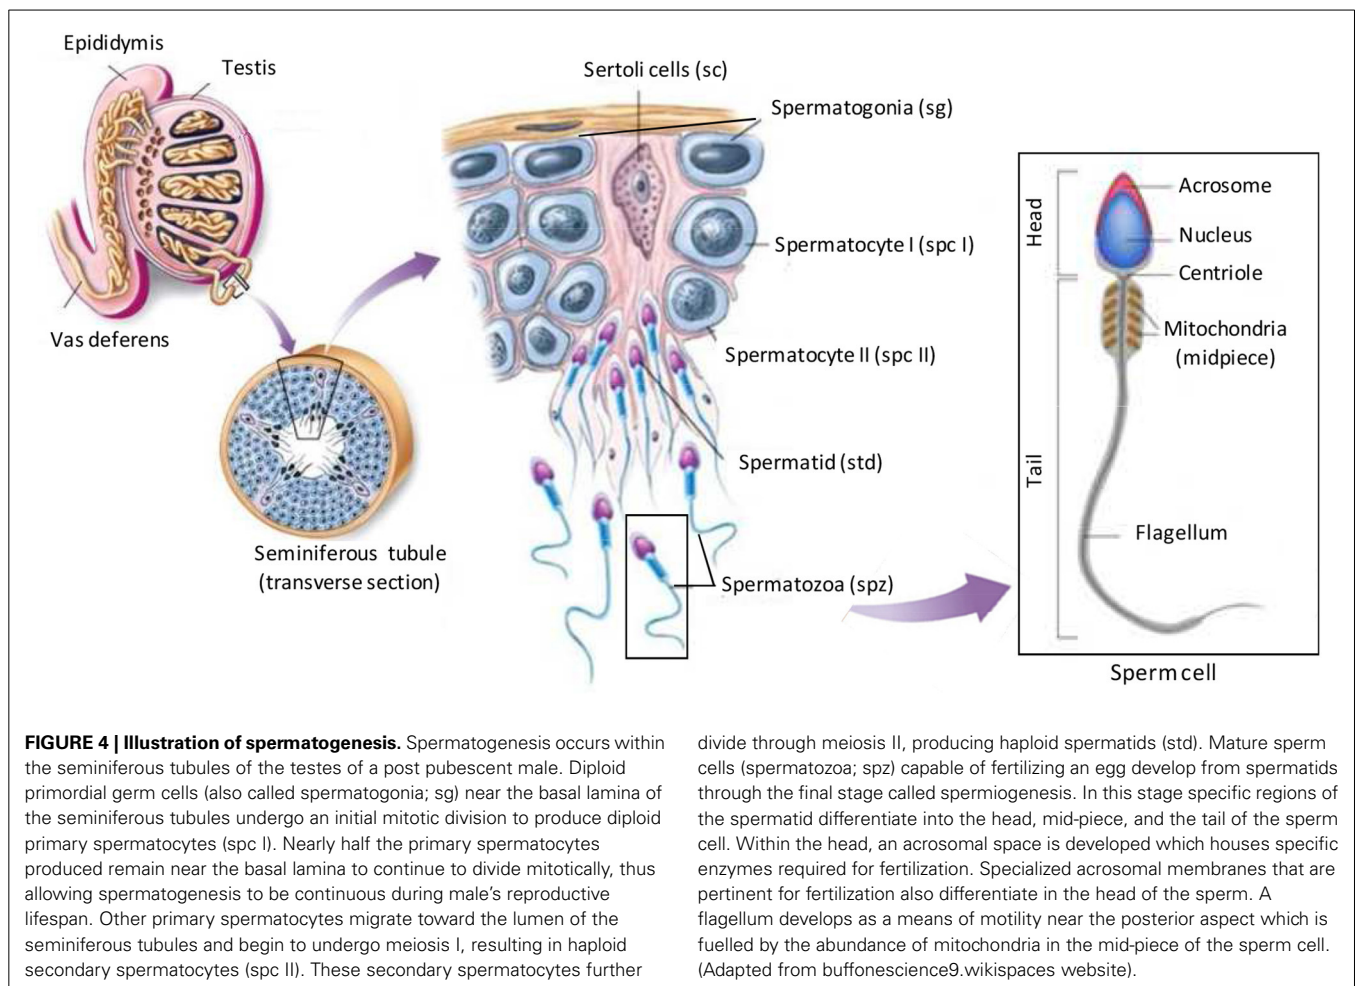 Epididymis
Testis
Vas deferens
Seminiferous tubule
(transverse section)
Sertoli cells (sc)
Spermatogonia (sg)
Spermatocyte I (spc I)
Spermatocyte II (spc II)
Spermatid (std)
Spermatozoa (spz)
Head
Tail
Acrosome
Nucleus
Centriole
Mitochondria
(midpiece)
Flagellum
Sperm cell
FIGURE 4 | Illustration of spermatogenesis. Spermatogenesis occurs within
the seminiferous tubules of the testes of a post pubescent male. Diploid
primordial germ cells (also called spermatogonia; sg) near the basal lamina of
the seminiferous tubules undergo an initial mitotic division to produce diploid
primary spermatocytes (spc I). Nearly half the primary spermatocytes
produced remain near the basal lamina to continue to divide mitotically, thus
allowing spermatogenesis to be continuous during male's reproductive
lifespan. Other primary spermatocytes migrate toward the lumen of the
seminiferous tubules and begin to undergo meiosis I, resulting in haploid
secondary spermatocytes (spc II). These secondary spermatocytes further
divide through meiosis II, producing haploid spermatids (std). Mature sperm
cells (spermatozoa; spz) capable of fertilizing an egg develop from spermatids
through the final stage called spermiogenesis. In this stage specific regions of
the spermatid differentiate into the head, mid-piece, and the tail of the sperm
cell. Within the head, an acrosomal space is developed which houses specific
enzymes required for fertilization. Specialized acrosomal membranes that are
pertinent for fertilization also differentiate in the head of the sperm. A
flagellum develops as a means of motility near the posterior aspect which is
fuelled by the abundance of mitochondria in the mid-piece of the sperm cell.
(Adapted from buffonescience9.wikispaces website).